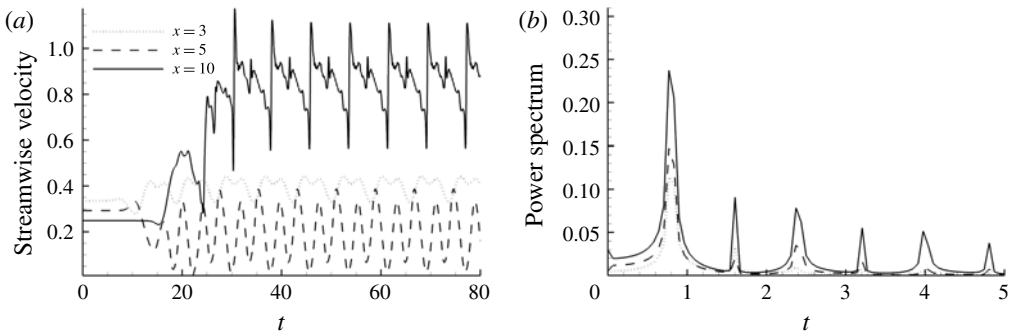 (a)
x = 3
x = 5
x = 10
1.0
0.8
0.6
0.4
0.2
0 20 40 60 80
Streamwise velocity
t
(b)
0.30
0.25
0.20
0.15
0.10
0.05
0 1 2 3 4 5
Power spectrum
t